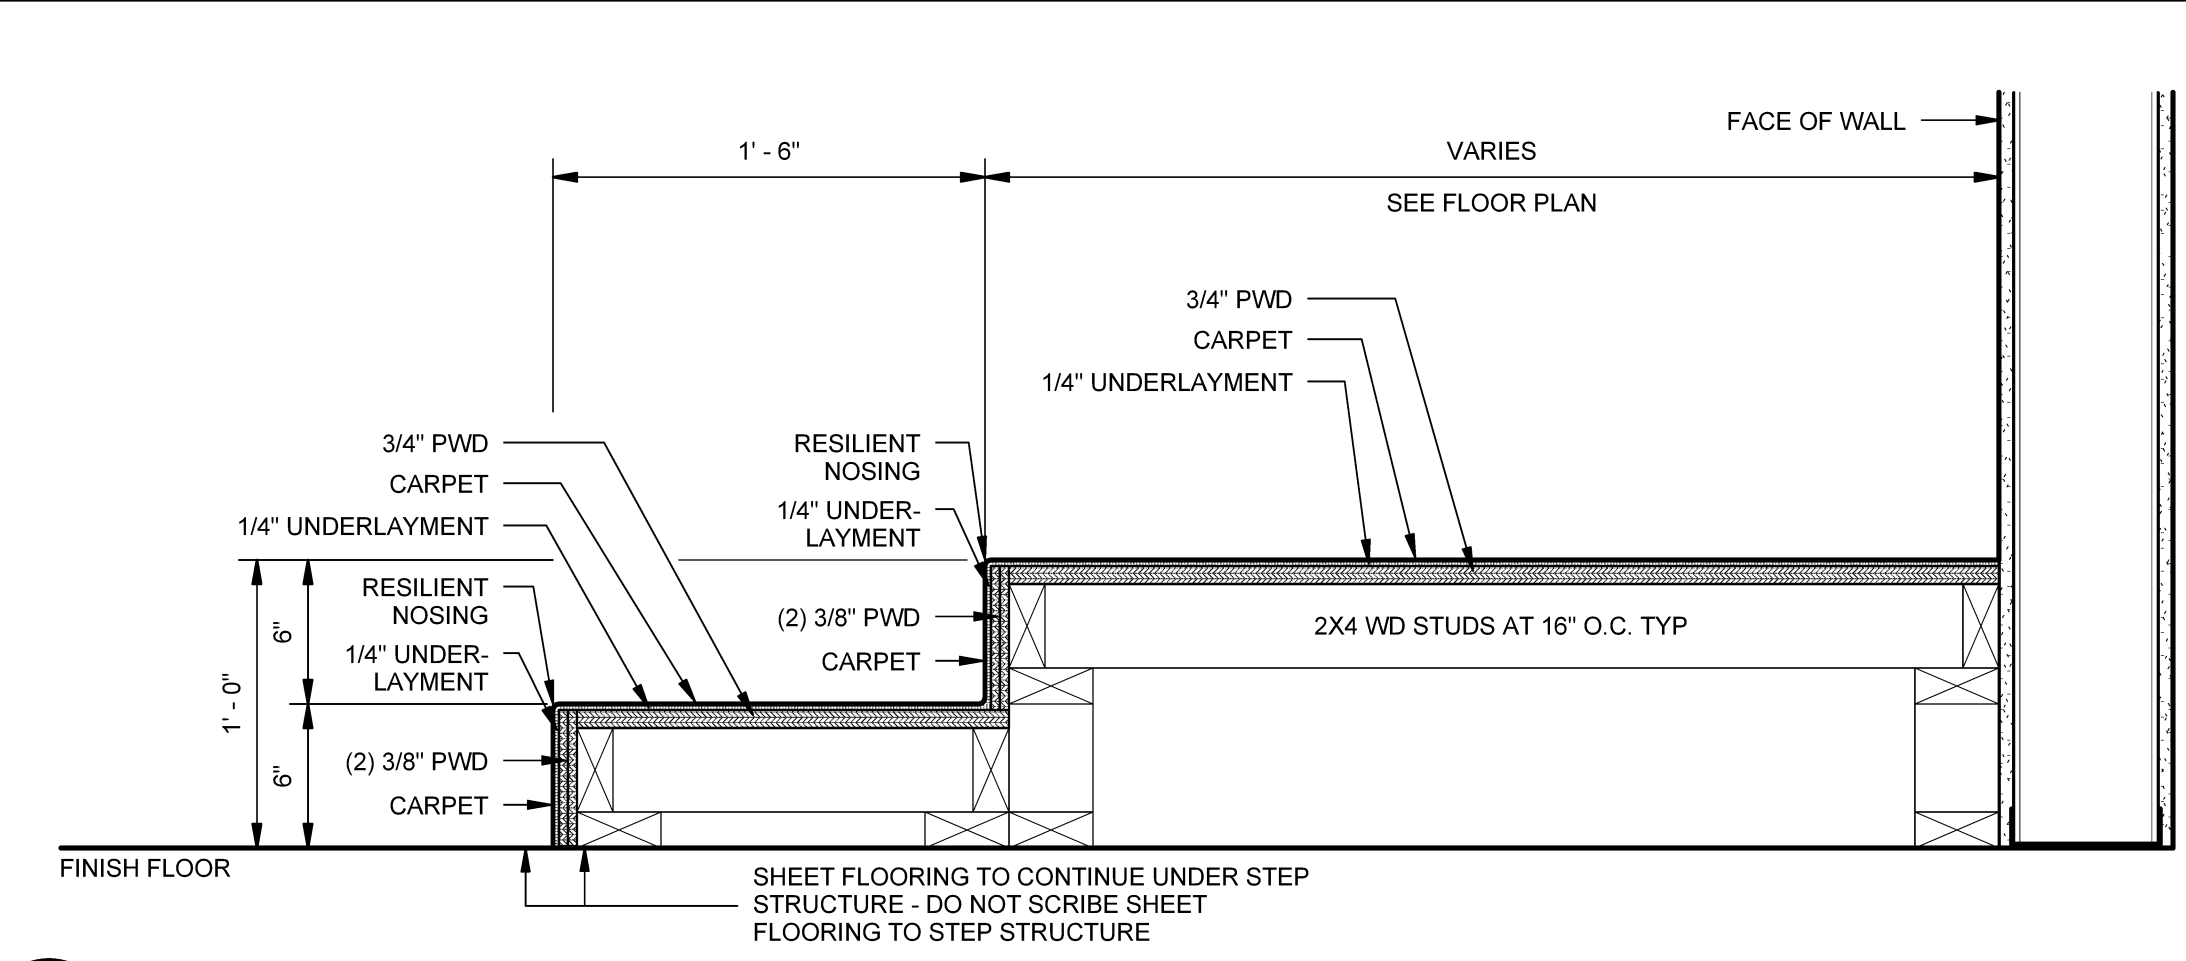 FACE OF WALL
1' - 6"
VARIES
SEE FLOOR PLAN
3/4" PWD
CARPET
1/4" UNDERLAYMENT
3/4" PWD
CARPET
1/4" UNDERLAYMENT
RESILIENT
NOSING
1/4" UNDER-
LAYMENT
(2) 3/8" PWD
CARPET
RESILIENT
NOSING
1/4" UNDER-
LAYMENT
(2) 3/8" PWD
CARPET
2X4 WD STUDS AT 16" O.C. TYP
6"
1' - 0"
6"
FINISH FLOOR
SHEET FLOORING TO CONTINUE UNDER STEP
STRUCTURE - DO NOT SCRIBE SHEET
FLOORING TO STEP STRUCTURE